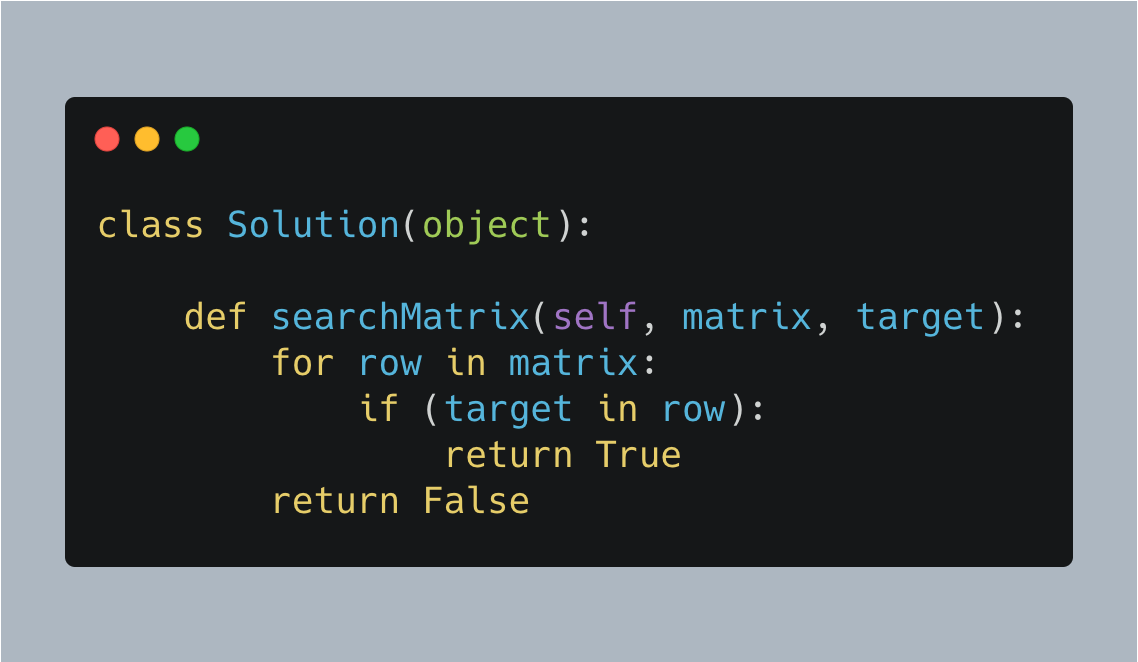 class Solution(object):

    def searchMatrix(self, matrix, target):
        for row in matrix:
            if (target in row):
                return True
        return False